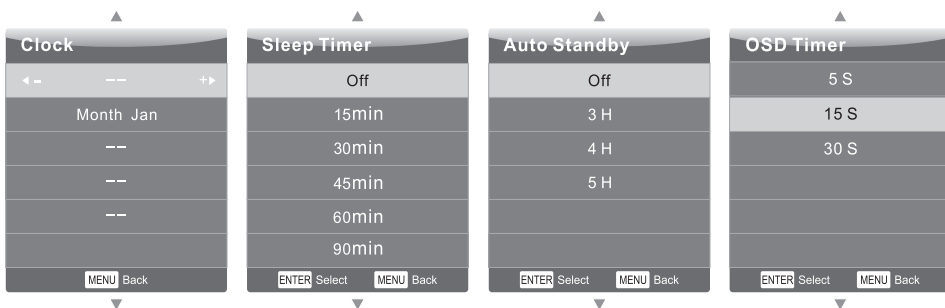 Clock
-- +
Month Jan
--
--
--
MENU Back
Sleep Timer
Off
15min
30min
45min
60min
90min
ENTER Select MENU Back
Auto Standby
Off
3 H
4 H
5 H
ENTER Select MENU Back
OSD Timer
5 S
15 S
30 S
ENTER Select MENU Back